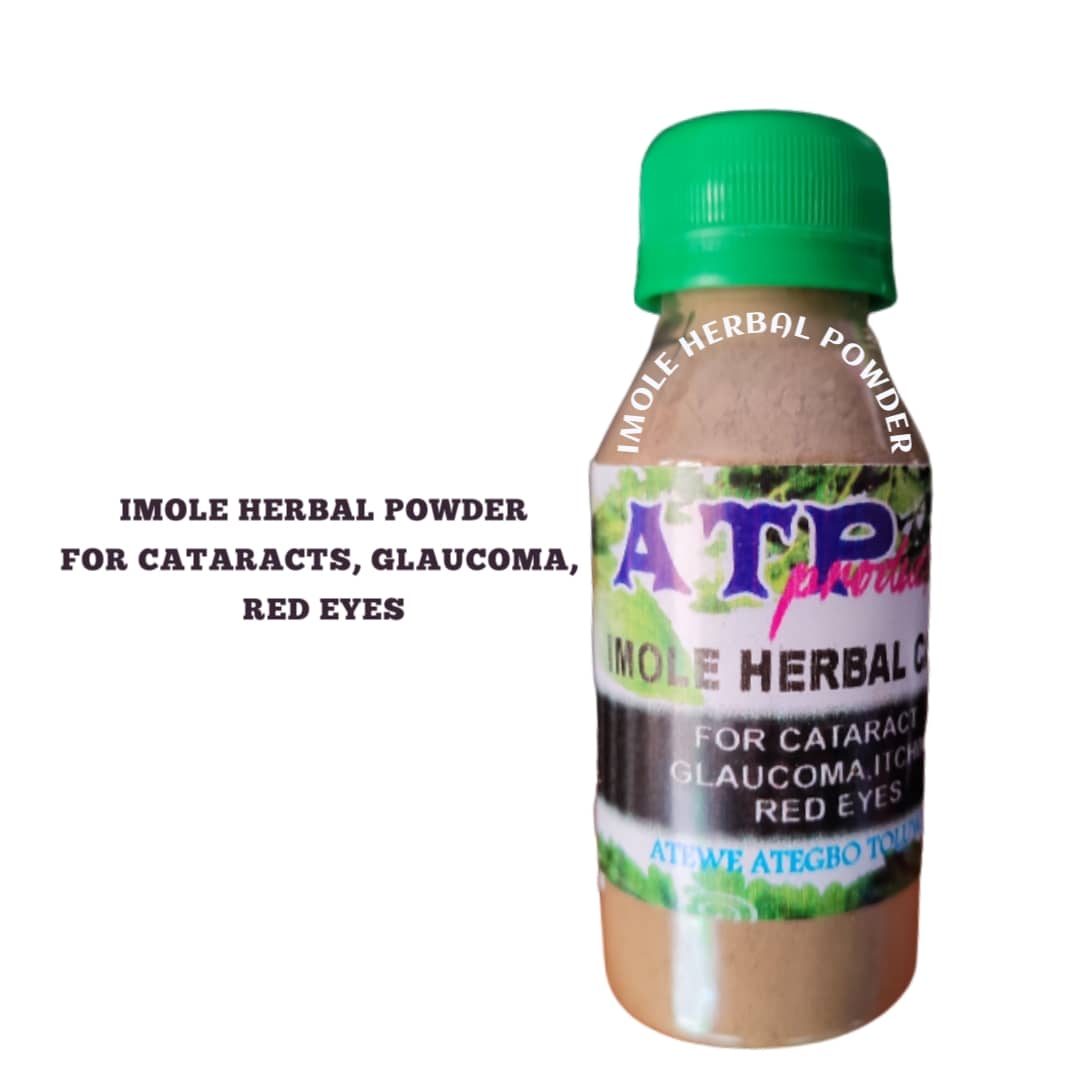 IMOLE HERBAL POWDER
FOR CATARACTS, GLAUCOMA,
RED EYES
IMOLE HERBAL POWDER
ATP
IMOLE HERBAL
FOR CATARACT
GLAUCOMA.
RED EYES
ATEWE ATEGBO